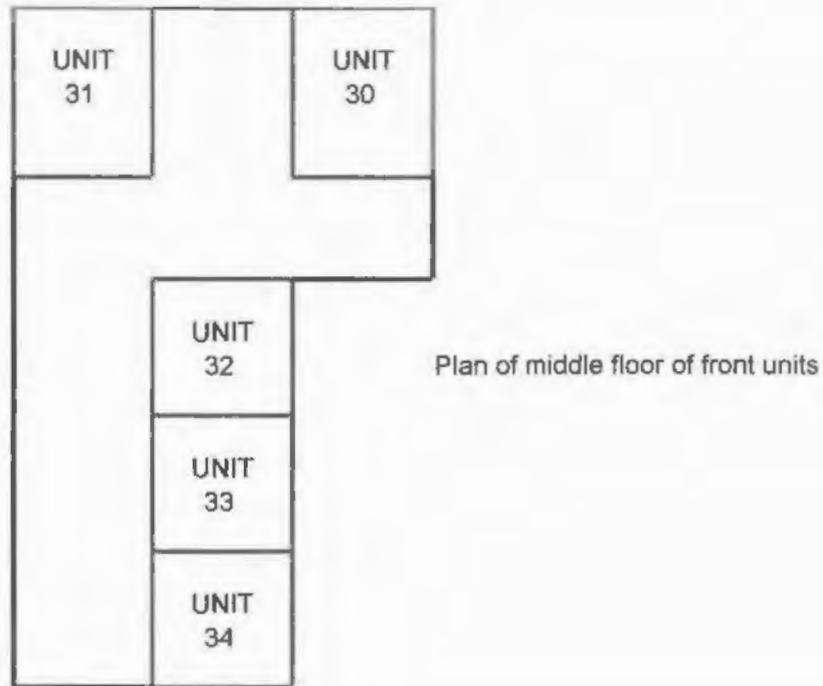 UNIT
31
UNIT
30
UNIT
32
Plan of middle floor of front units
UNIT
33
UNIT
34